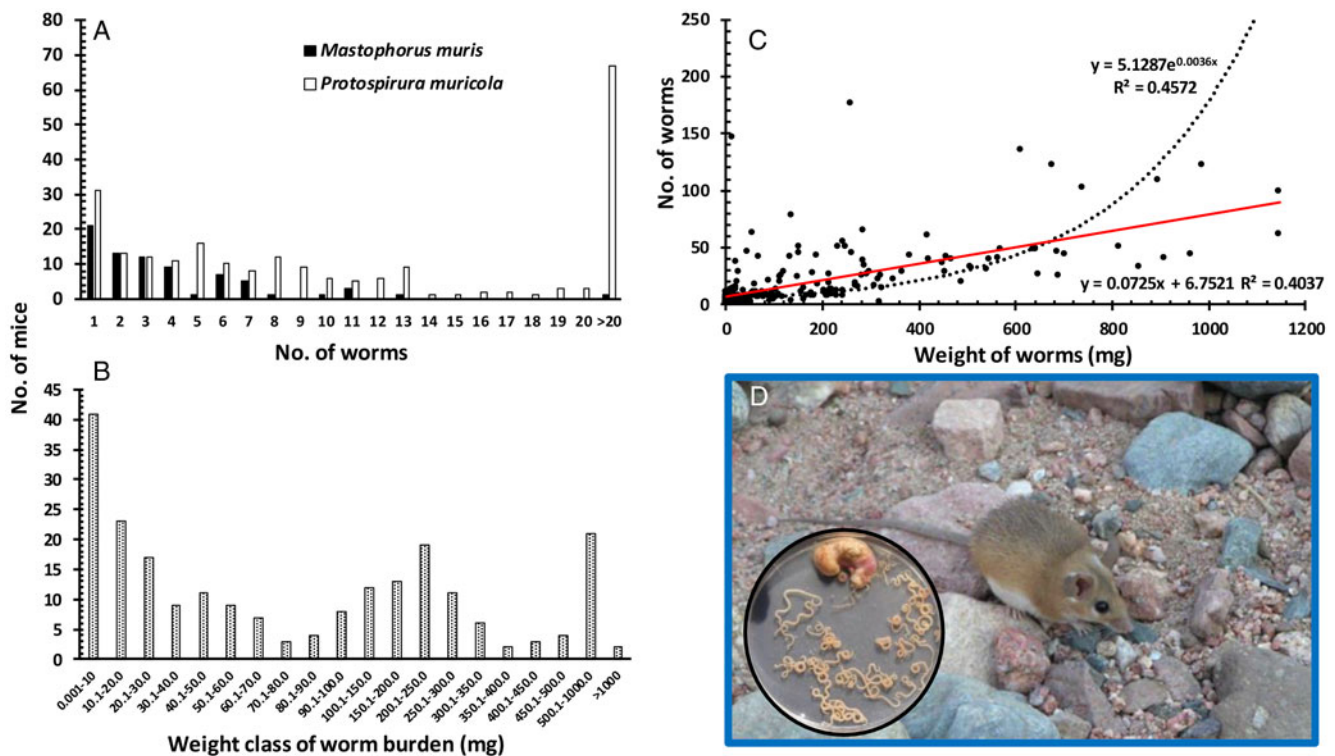 A
80
70
60
50
40
30
20
10
0
Mastophorus muris
Protospirura muricola
1 2 3 4 5 6 7 8 9 10 11 12 13 14 15 16 17 18 19 20 >20
No. of worms
No. of mice
B
45
40
35
30
25
20
15
10
5
0
0.001-10
10.1-20.0
20.1-30.0
30.1-40.0
40.1-50.0
50.1-60.0
60.1-70.0
70.1-80.0
80.1-90.0
90.1-100.0
100.1-150.0
150.1-200.0
200.1-250.0
250.1-300.0
300.1-350.0
350.1-400.0
400.1-450.0
450.1-500.0
500.1-1000.0
>1000
Weight class of worm burden (mg)
C
250
200
150
100
50
0
No. of worms
y = 5.1287e^0.0036x
R² = 0.4572
y = 0.0725x + 6.7521 R² = 0.4037
0 200 400 600 800 1000 1200
Weight of worms (mg)
D